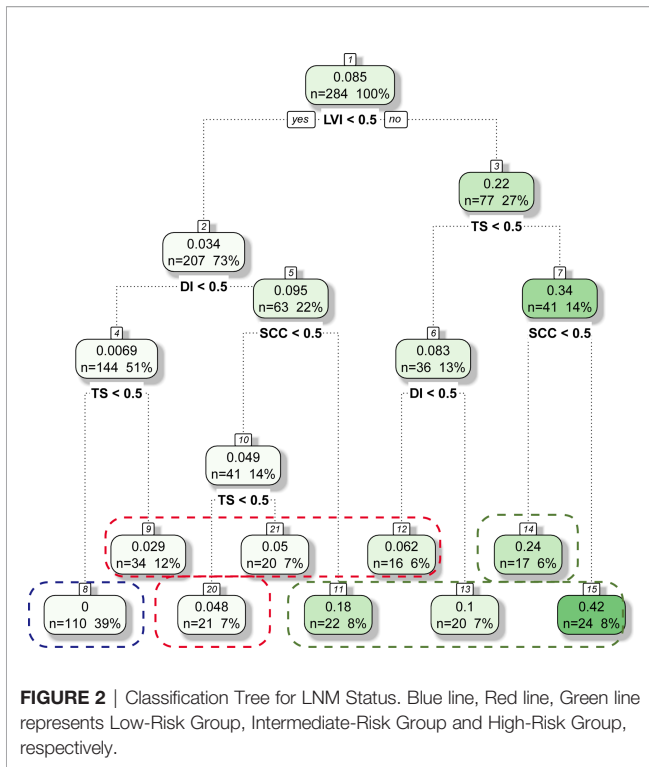 1
0.085
n=284 100%
yes LVI < 0.5 no
3
0.22
n=77 27%
TS < 0.5
2
0.034
n=207 73%
DI < 0.5
5
0.095
n=63 22%
SCC < 0.5
7
0.34
n=41 14%
SCC < 0.5
4
0.0069
n=144 51%
TS < 0.5
6
0.083
n=36 13%
DI < 0.5
10
0.049
n=41 14%
TS < 0.5
9
0.029
n=34 12%
21
0.05
n=20 7%
12
0.062
n=16 6%
14
0.24
n=17 6%
8
0
n=110 39%
20
0.048
n=21 7%
11
0.18
n=22 8%
13
0.1
n=20 7%
15
0.42
n=24 8%
FIGURE 2 | Classification Tree for LNM Status. Blue line, Red line, Green line
represents Low-Risk Group, Intermediate-Risk Group and High-Risk Group,
respectively.